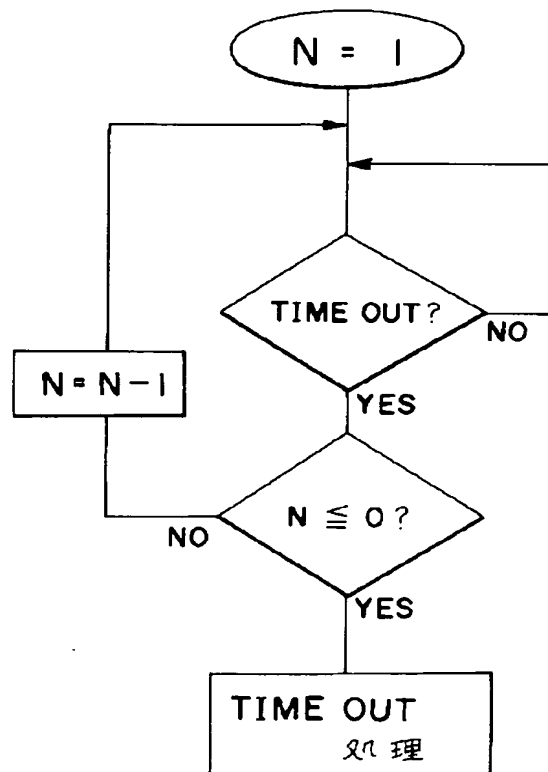 N = 1
TIME OUT?
NO
YES
N = N - 1
N ≦ 0?
NO
YES
TIME OUT
処理